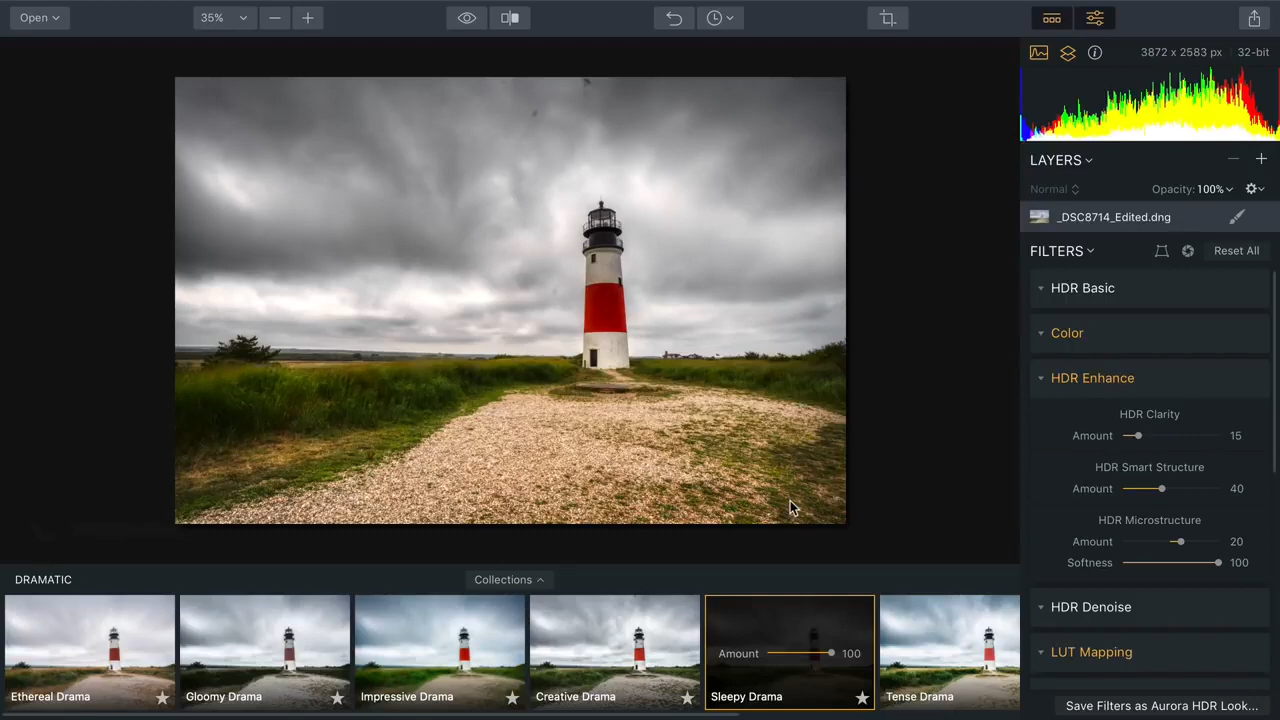 Open
35%
3872 x 2583 px 32-bit
LAYERS
Normal Opacity: 100%
_DSC8714_Edited.dng
FILTERS Reset All
HDR Basic
Color
HDR Enhance
HDR Clarity
Amount 15
HDR Smart Structure
Amount 40
HDR Microstructure
Amount 20
Softness 100
HDR Denoise
LUT Mapping
Save Filters as Aurora HDR Look...
DRAMATIC Collections
Ethereal Drama
Gloomy Drama
Impressive Drama
Creative Drama
Amount 100
Sleepy Drama
Tense Drama